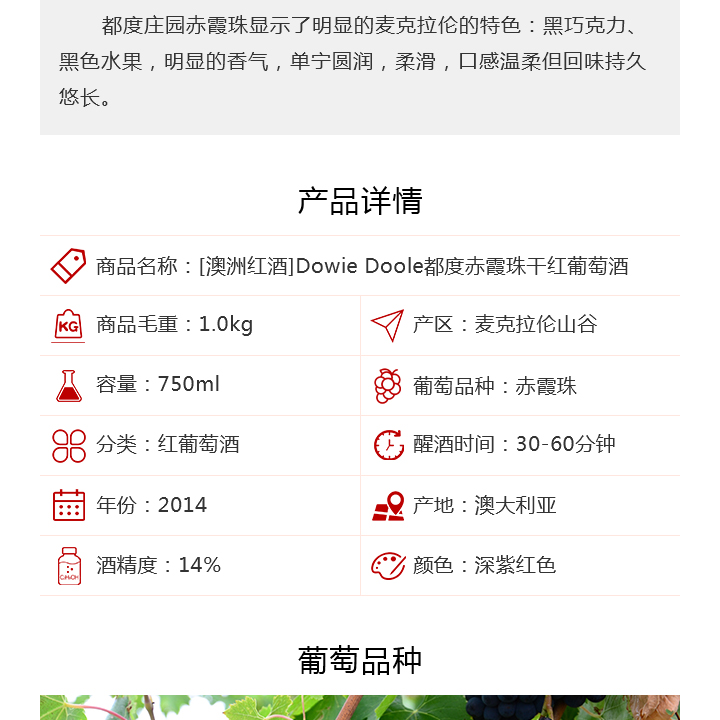 都度庄园赤霞珠显示了明显的麦克拉伦的特色：黑巧克力、
黑色水果，明显的香气，单宁圆润，柔滑，口感温柔但回味持久
悠长。
产品详情
商品名称：[澳洲红酒]Dowie Doole都度赤霞珠干红葡萄酒
KG 商品毛重：1.0kg
产区：麦克拉伦山谷
容量：750ml
葡萄品种：赤霞珠
分类：红葡萄酒
醒酒时间：30-60分钟
年份：2014
产地：澳大利亚
C₂H₅OH 酒精度：14%
颜色：深紫红色
葡萄品种